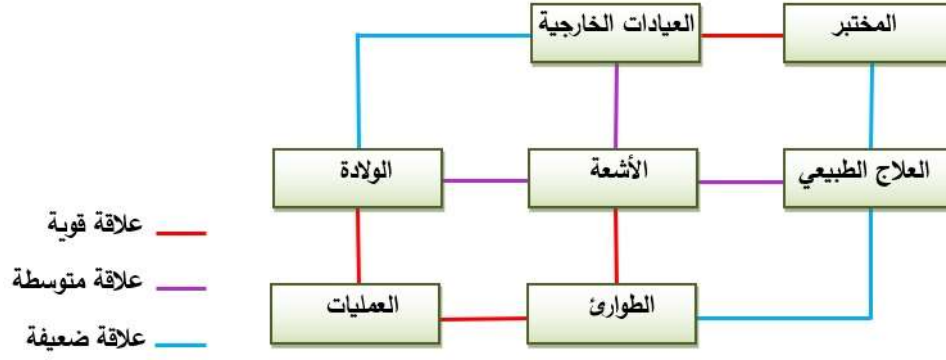 العيادات الخارجية
المختبر
الولادة
الأشعة
العلاج الطبيعي
علاقة قوية
علاقة متوسطة
علاقة ضعيفة
العمليات
الطوارئ